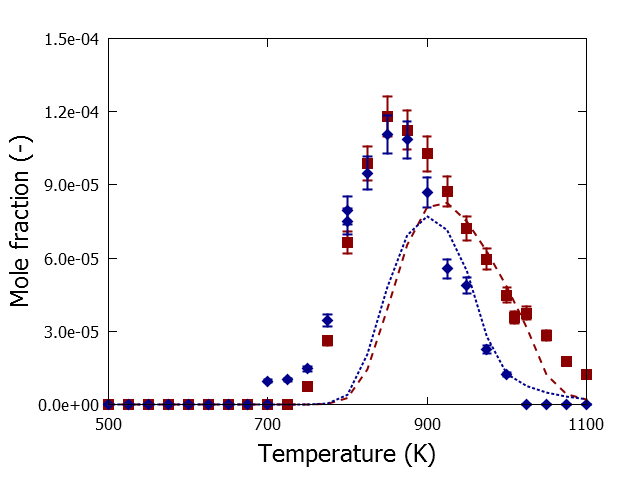 1.5e-04
1.2e-04
9.0e-05
6.0e-05
3.0e-05
0.0e+00
Mole fraction (-)
500
700
900
1100
Temperature (K)